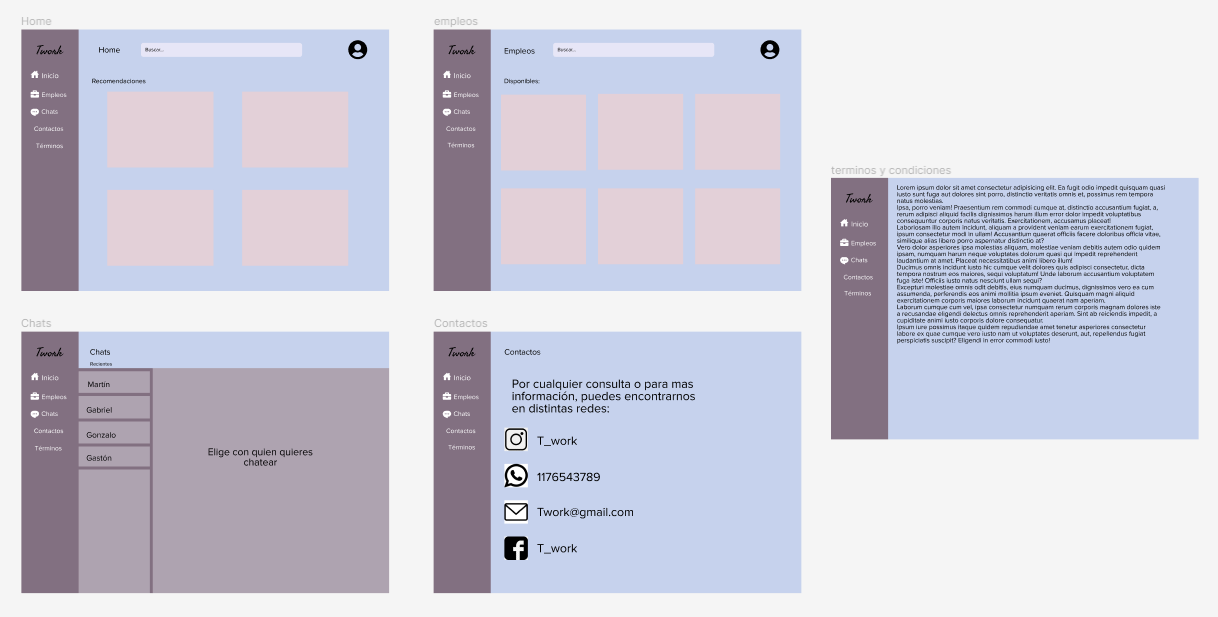 Home
Twork
Home
Buscar...
Inicio
Empleos
Chats
Contactos
Términos
Recomendaciones
empleos
Twork
Empleos
Buscar...
Inicio
Empleos
Chats
Contactos
Términos
Disponibles:
terminos y condiciones
Twork
Inicio
Empleos
Chats
Contactos
Términos
Lorem ipsum dolor sit amet consectetur adipisicing elit. Ea fugit odio impedit quisquam quasi
iusto sunt fuga aut dolores sint porro, distinctio veritatis omnis et, possimus rem tempora
natus molestias.
Ipsa, porro veniam! Praesentium rem commodi cumque at, distinctio accusantium fugiat, a,
rerum adipisci aliquid facilis dignissimos harum illum error dolor impedit voluptatibus
consequuntur corporis natus veritatis. Exercitationem, accusamus placeat!
Laboriosam illo autem incidunt, aliquam a provident veniam earum exercitationem fugiat,
ipsum consectetur modi in ullam! Accusantium quaerat officiis facere doloribus officia vitae,
similique alias libero porro aspernatur distinctio at?
Vero dolor asperiores ipsa molestias aliquam, molestiae veniam debitis autem odio quidem
ipsam, numquam harum neque voluptates dolorum quasi qui impedit reprehenderit
laudantium at amet. Placeat necessitatibus animi libero illum!
Ducimus omnis incidunt iusto hic cumque velit dolores quis adipisci consectetur, dicta
tempora nostrum eos maiores, sequi voluptatum! Unde laborum accusantium voluptatem
fuga iste! Officiis iusto natus nesciunt ullam sequi?
Excepturi molestiae omnis odit debitis, eius numquam ducimus, dignissimos vero ea cum
assumenda, perferendis eos animi mollitia ipsum eveniet. Quisquam magni aliquid
exercitationem corporis maiores laborum incidunt quaerat nam aperiam.
Laborum cumque cum vel, ipsa consectetur numquam rerum corporis magnam dolores iste
a recusandae eligendi delectus omnis reprehenderit aperiam. Sint ab reiciendis impedit, a
cupiditate animi iusto corporis dolore consequatur.
Ipsum iure possimus itaque quidem repudiandae amet tenetur asperiores consectetur
labore ex quae cumque vero iusto nam ut voluptates deserunt, aut, repellendus fugiat
perspiciatis suscipit? Eligendi in error commodi iusto!
Chats
Twork
Chats
Recientes
Inicio
Empleos
Chats
Contactos
Términos
Martin
Gabriel
Gonzalo
Gastón
Elige con quien quieres
chatear
Contactos
Twork
Contactos
Inicio
Empleos
Chats
Contactos
Términos
Por cualquier consulta o para mas
información, puedes encontrarnos
en distintas redes:
T_work
1176543789
Twork@gmail.com
T_work